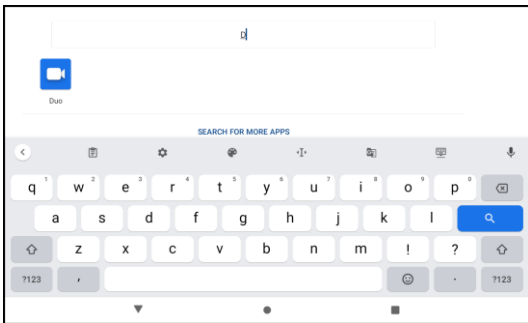 D
Duo
SEARCH FOR MORE APPS
q 1 w 2 e 3 r 4 t 5 y 6 u 7 i 8 o 9 p 0
a s d f g h j k l
z x c v b n m ! ?
?123 , . ?123